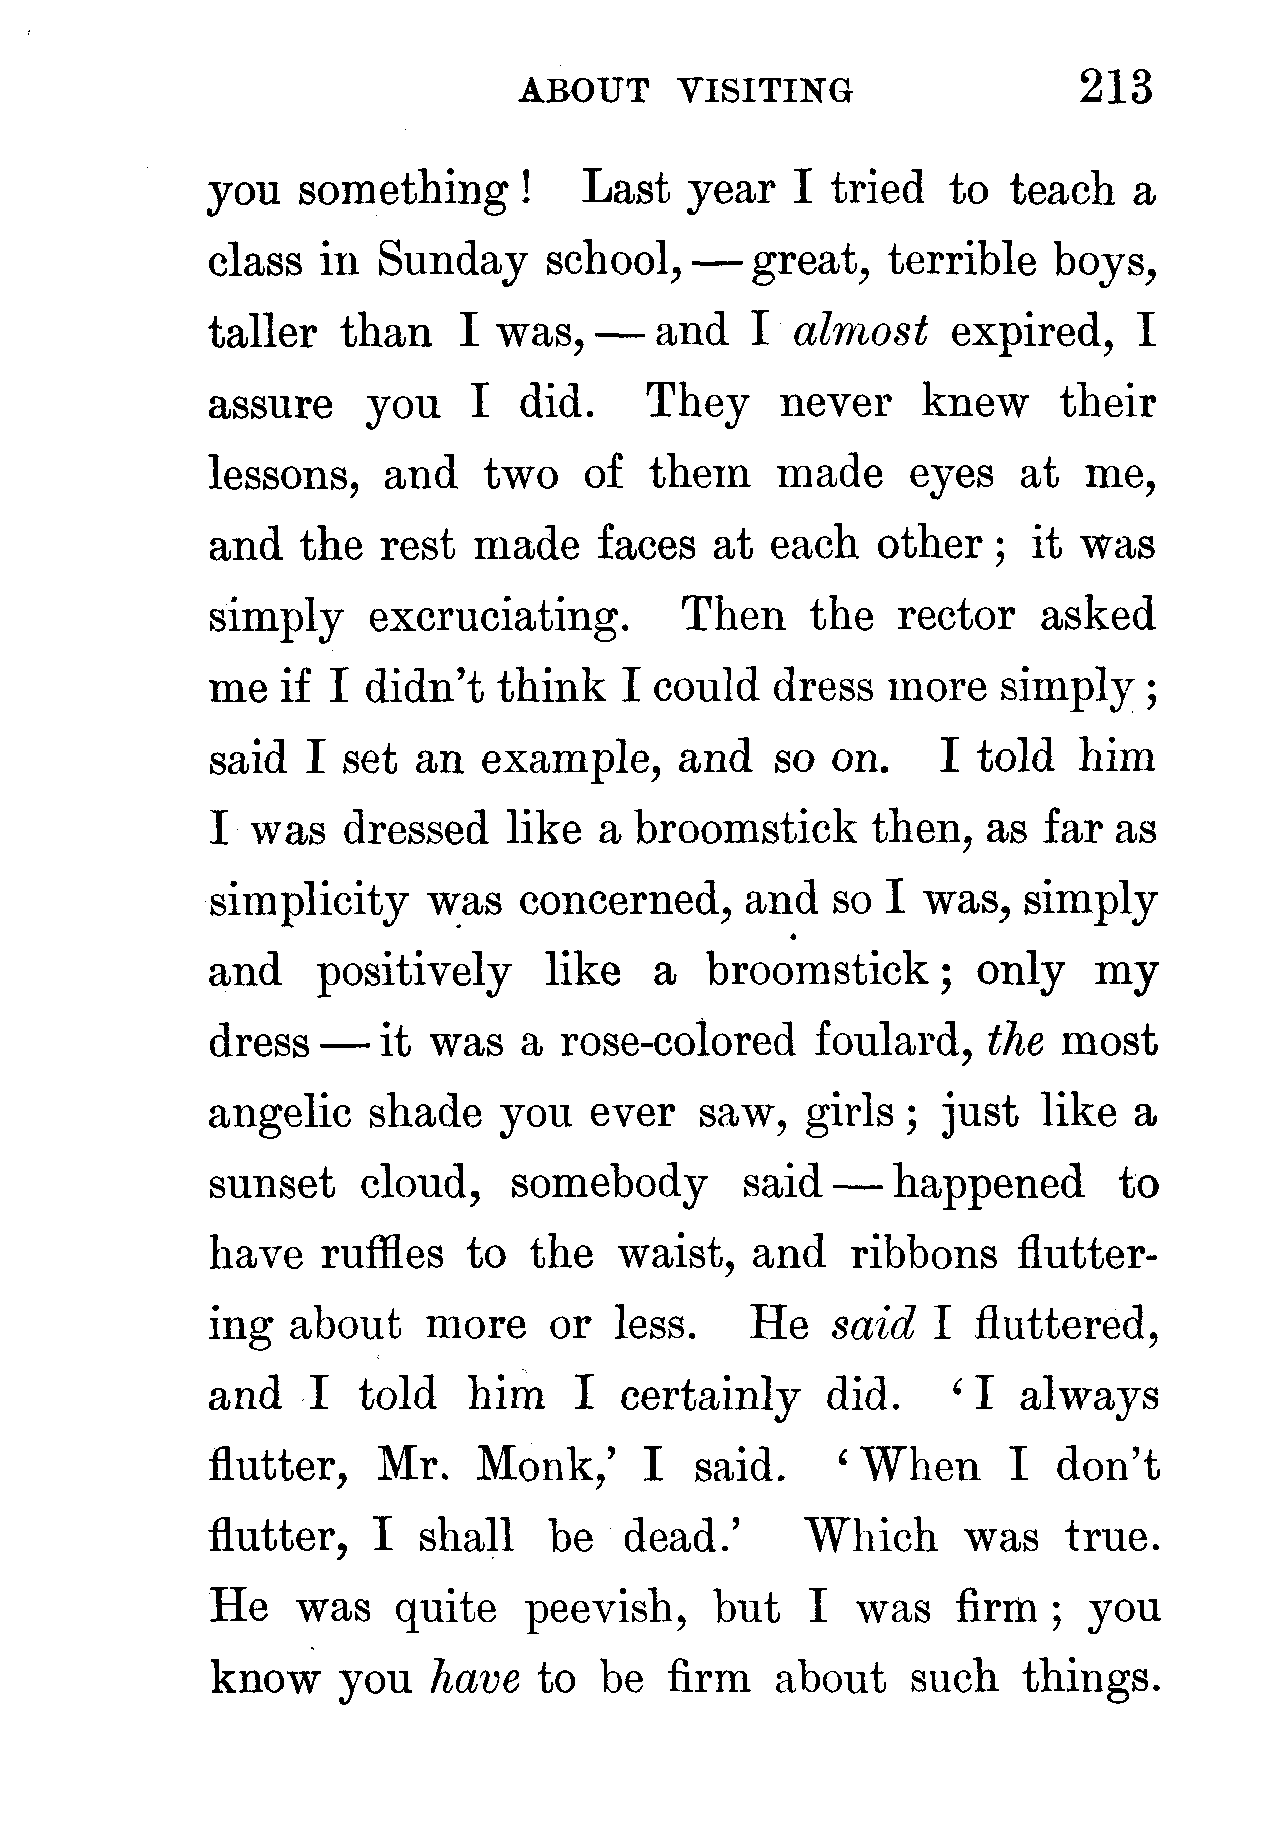 ABOUT VISITING 213
you something! Last year I tried to teach a
class in Sunday school,—great, terrible boys,
taller than I was,—and I almost expired, I
assure you I did. They never knew their
lessons, and two of them made eyes at me,
and the rest made faces at each other; it was
simply excruciating. Then the rector asked
me if I didn't think I could dress more simply;
said I set an example, and so on. I told him
I was dressed like a broomstick then, as far as
simplicity was concerned, and so I was, simply
and positively like a broomstick; only my
dress—it was a rose-colored foulard, the most
angelic shade you ever saw, girls; just like a
sunset cloud, somebody said—happened to
have ruffles to the waist, and ribbons flutter-
ing about more or less. He said I fluttered,
and I told him I certainly did. ‘I always
flutter, Mr. Monk,’ I said. ‘When I don't
flutter, I shall be dead.’ Which was true.
He was quite peevish, but I was firm; you
know you have to be firm about such things.